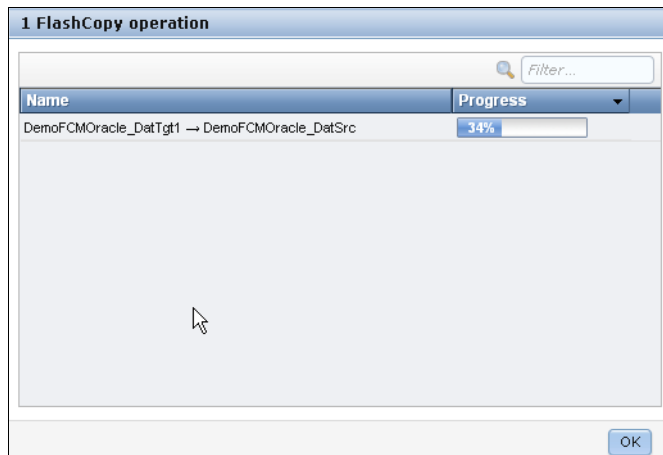 1 FlashCopy operation
Filter...
Name Progress
DemoFCMOracle_DatTgt1 → DemoFCMOracle_DatSrc 34%
OK